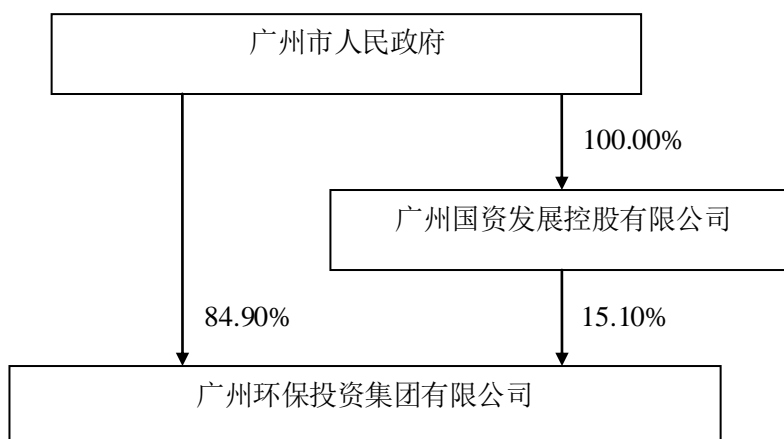 广州市人民政府
100.00%
广州国资发展控股有限公司
84.90%
15.10%
广州环保投资集团有限公司